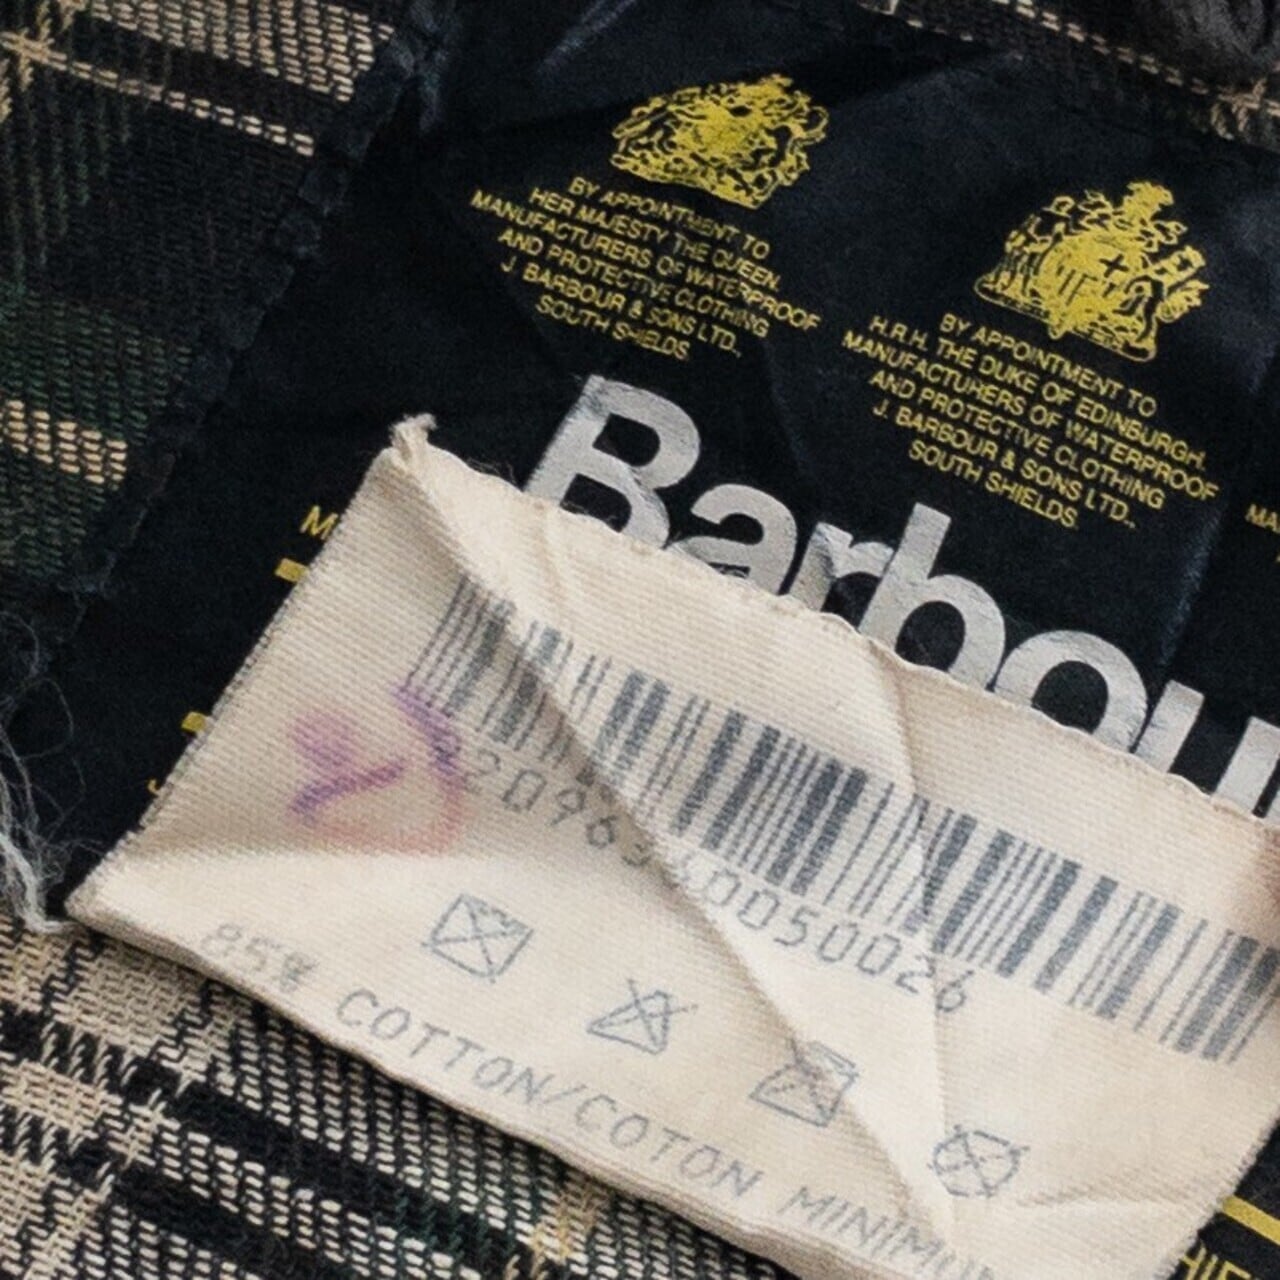 BY APPOINTMENT TO
HER MAJESTY THE QUEEN.
MANUFACTURERS OF WATERPROOF
AND PROTECTIVE CLOTHING
J. BARBOUR & SONS LTD.,
SOUTH SHIELDS.
BY APPOINTMENT TO
H.R.H. THE DUKE OF EDINBURGH.
MANUFACTURERS OF WATERPROOF
AND PROTECTIVE CLOTHING
J. BARBOUR & SONS LTD.,
SOUTH SHIELDS.
Barbou
85% COTTON/COTON MINIMU